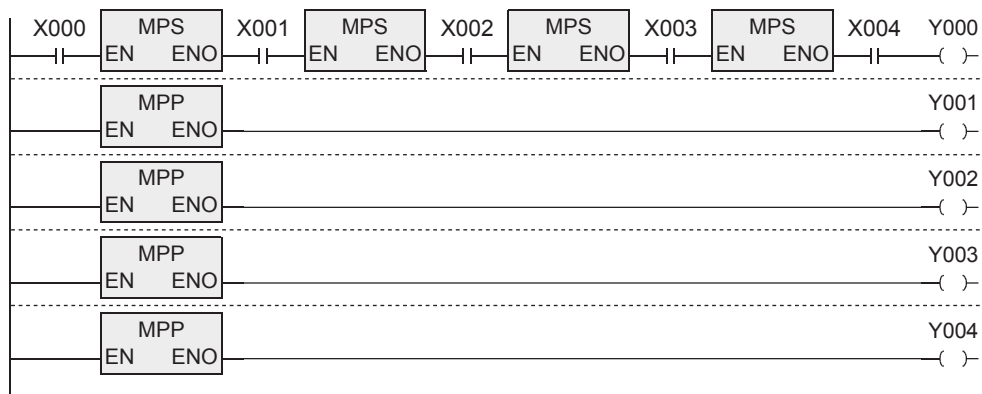 X000 MPS X001 MPS X002 MPS X003 MPS X004 Y000
EN ENO EN ENO EN ENO EN ENO
MPP Y001
EN ENO
MPP Y002
EN ENO
MPP Y003
EN ENO
MPP Y004
EN ENO